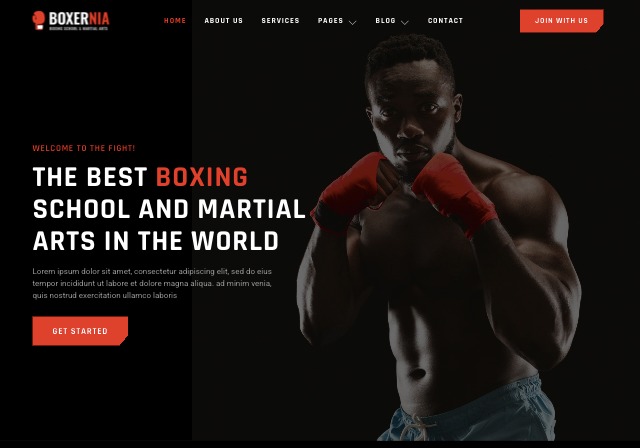 BOXERNIA
BOXING SCHOOL & MARTIAL ARTS
HOME ABOUT US SERVICES PAGES BLOG CONTACT
JOIN WITH US
WELCOME TO THE FIGHT!
THE BEST BOXING
SCHOOL AND MARTIAL
ARTS IN THE WORLD
Lorem ipsum dolor sit amet, consectetur adipiscing elit, sed do eius
tempor incididunt ut labore et dolore magna aliqua. ad minim venia,
quis nostrud exercitation ullamco laboris
GET STARTED